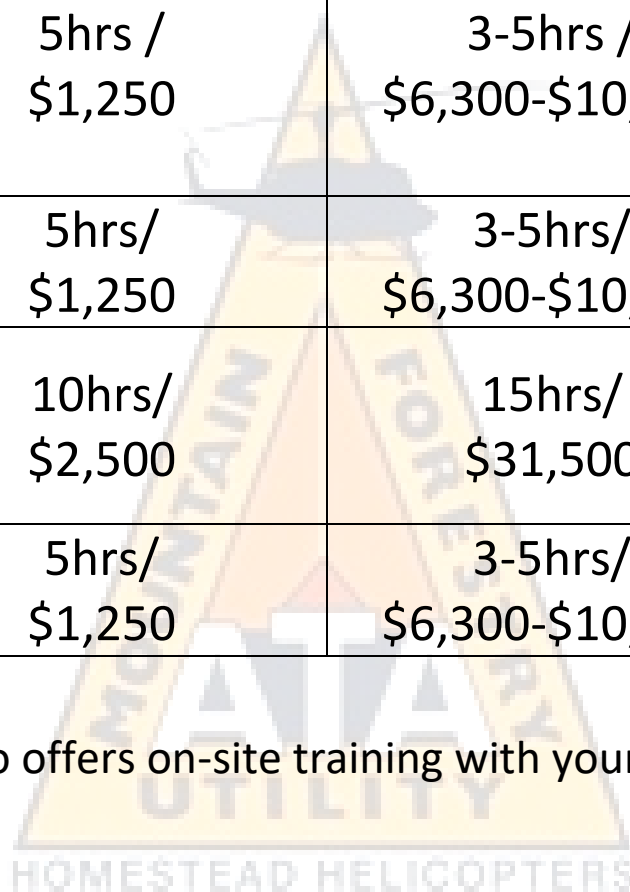 5hrs /
$1,250
3-5hrs /
$6,300-$10,
5hrs/
$1,250
3-5hrs/
$6,300-$10,
10hrs/
$2,500
15hrs/
$31,500
5hrs/
$1,250
3-5hrs/
$6,300-$10,
MOUNTAIN
FORESTRY
ATA
offers on-site training with your
UTILITY
HOMESTEAD HELICOPTERS